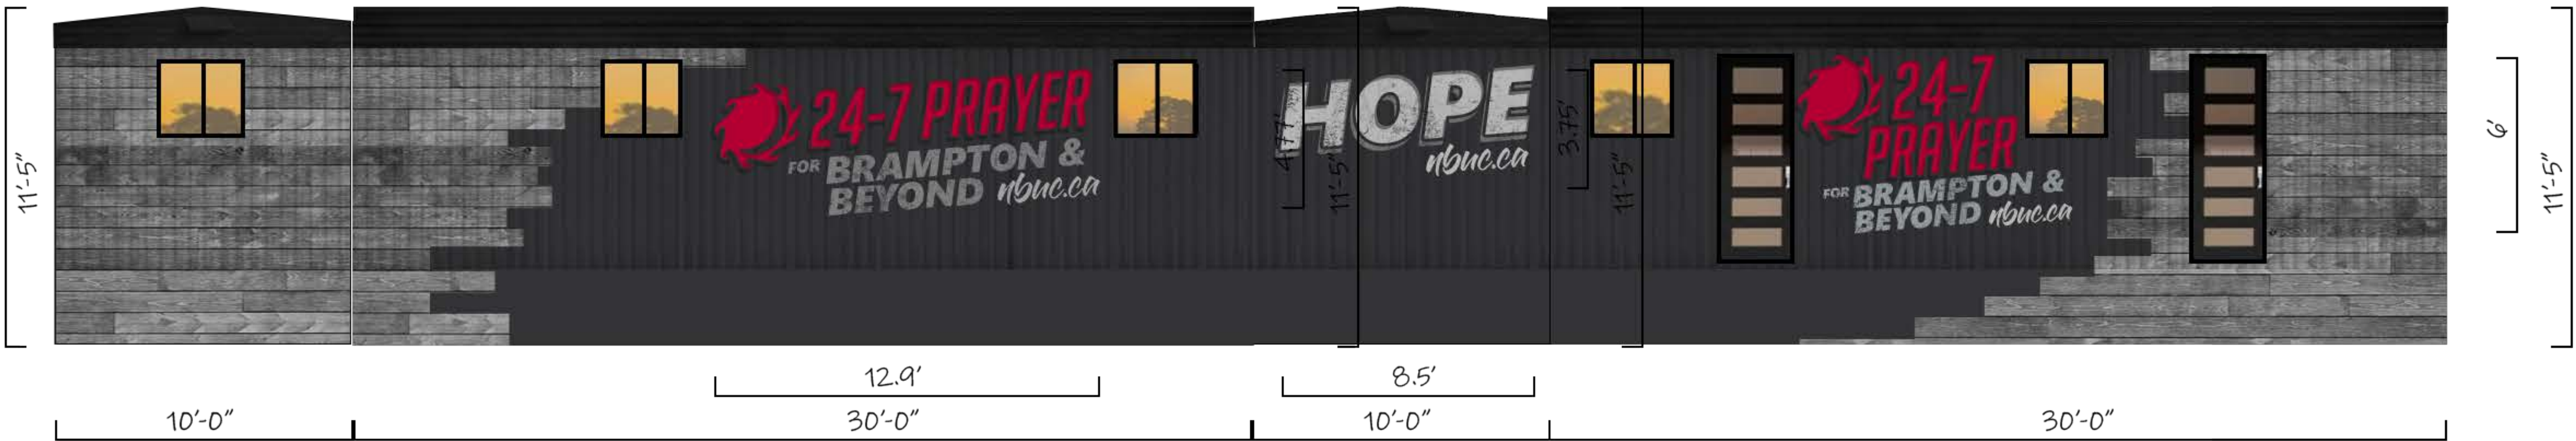 11'-5"
24-7 PRAYER
FOR BRAMPTON &
BEYOND nbuc.ca
HOPE
nbuc.ca
4.77'
11'-5"
3.75'
11'-5"
24-7
PRAYER
FOR BRAMPTON &
BEYOND nbuc.ca
6'
11'-5"
12.9'
8.5'
10'-0"
30'-0"
10'-0"
30'-0"